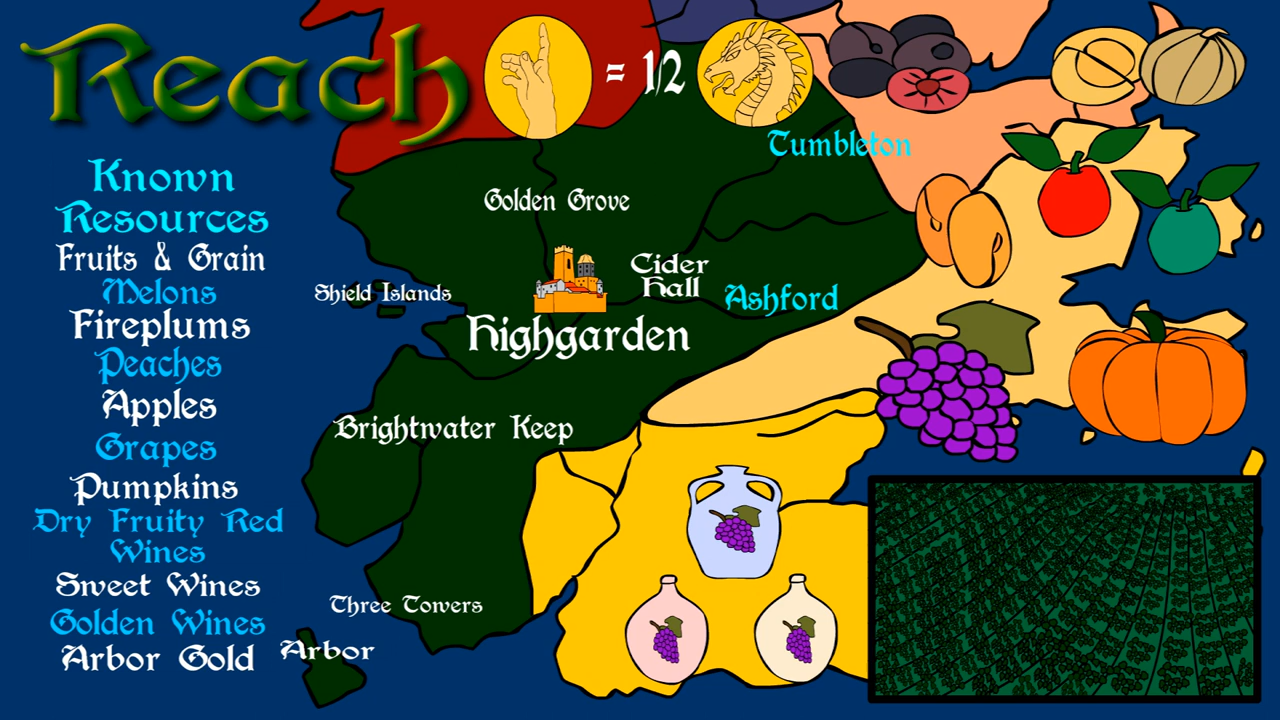 Reach
= 1/2
Known
Resources
Fruits & Grain
Melons
Fireplums
Peaches
Apples
Grapes
Pumpkins
Dry Fruity Red
Wines
Sweet Wines
Golden Wines
Arbor Gold
Tumbleton
Golden Grove
Cider
Hall
Shield Islands
Ashford
Highgarden
Brightwater Keep
Three Towers
Arbor